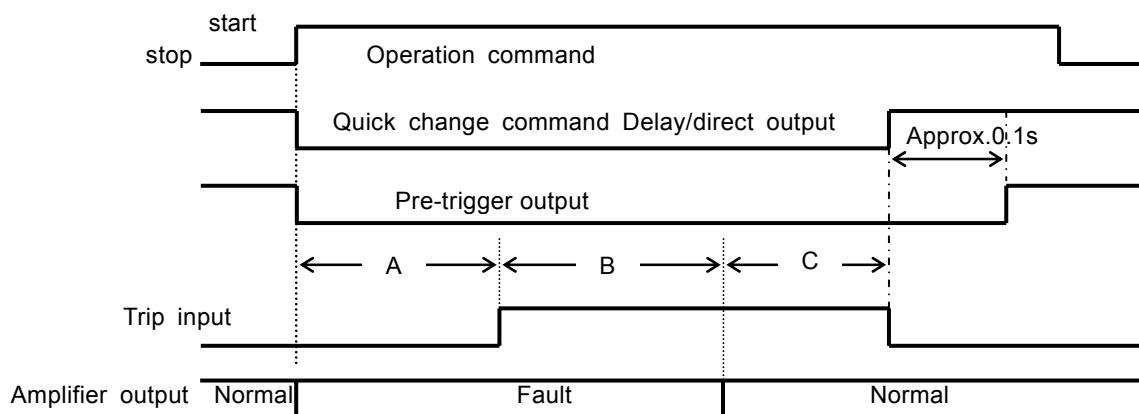 start
stop
Operation command
Quick change command Delay/direct output
Approx.0.1s
Pre-trigger output
A
B
C
Trip input
Amplifier output Normal Fault Normal